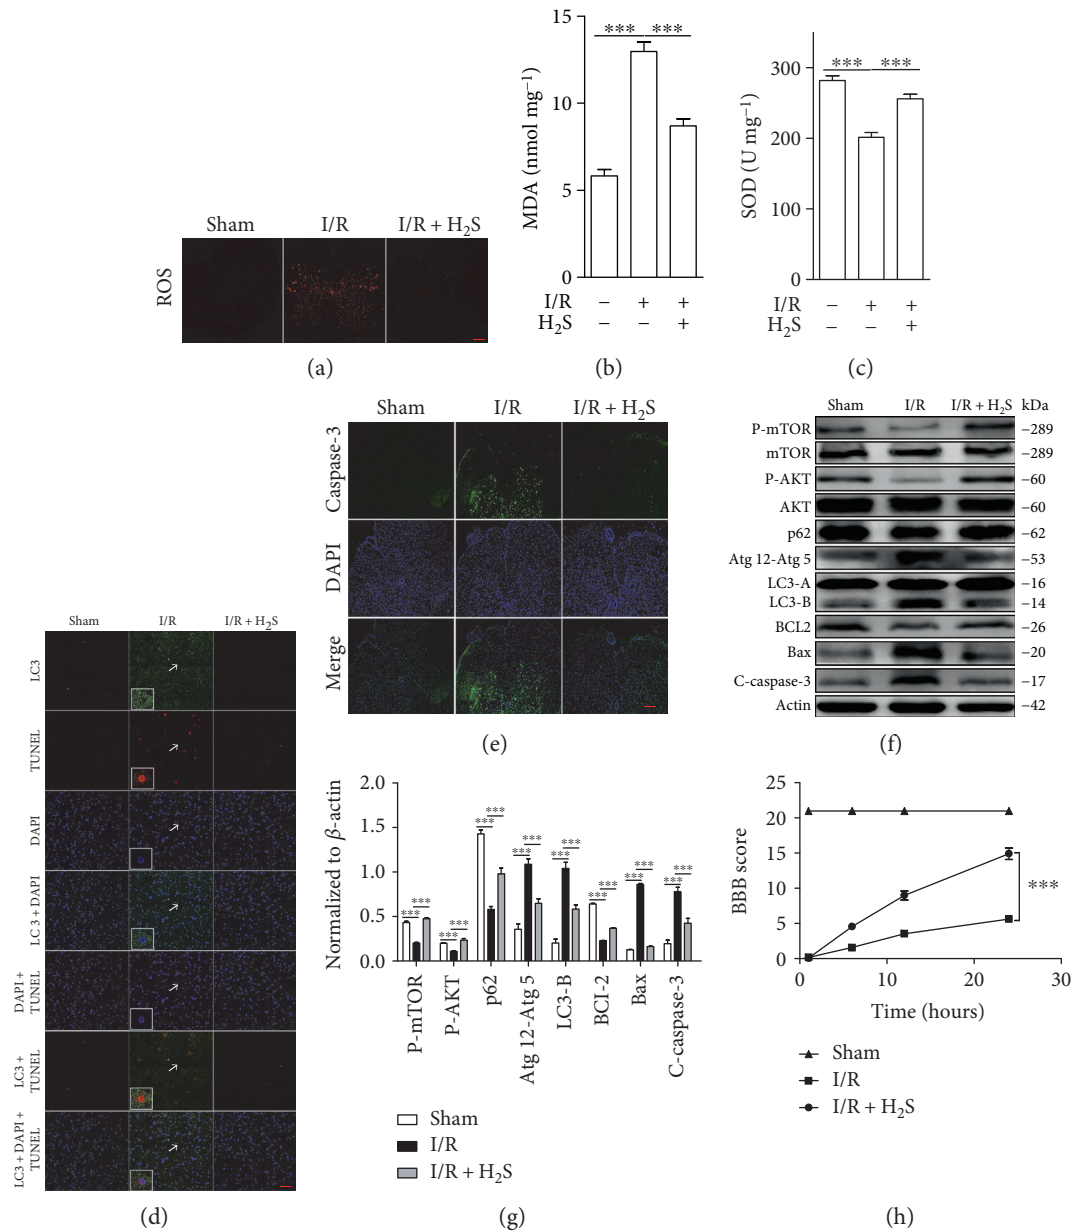 Sham I/R I/R + H₂S
ROS
(a)
15
10
5
0
MDA (nmol mg⁻¹)
*** ***
I/R − + +
H₂S − − +
(b)
300
200
100
0
SOD (U mg⁻¹)
*** ***
I/R − + +
H₂S − − +
(c)
Sham I/R I/R + H₂S
LC3
TUNEL
DAPI
LC 3 + DAPI
DAPI + TUNEL
LC3 + TUNEL
LC3 + DAPI + TUNEL
(d)
Sham I/R I/R + H₂S
Caspase-3
DAPI
Merge
(e)
Sham I/R I/R + H₂S kDa
P-mTOR −289
mTOR −289
P-AKT −60
AKT −60
p62 −62
Atg 12-Atg 5 −53
LC3-A −16
LC3-B −14
BCL2 −26
Bax −20
C-caspase-3 −17
Actin −42
(f)
2.0
1.5
1.0
0.5
0.0
Normalized to β-actin
*** *** *** *** *** *** *** ***
*** *** *** *** *** *** *** ***
P-mTOR
P-AKT
p62
Atg 12-Atg 5
LC3-B
BCI-2
Bax
C-caspase-3
Sham
I/R
I/R + H₂S
(g)
25
20
15
10
5
0
BBB score
***
0 10 20 30
Time (hours)
Sham
I/R
I/R + H₂S
(h)